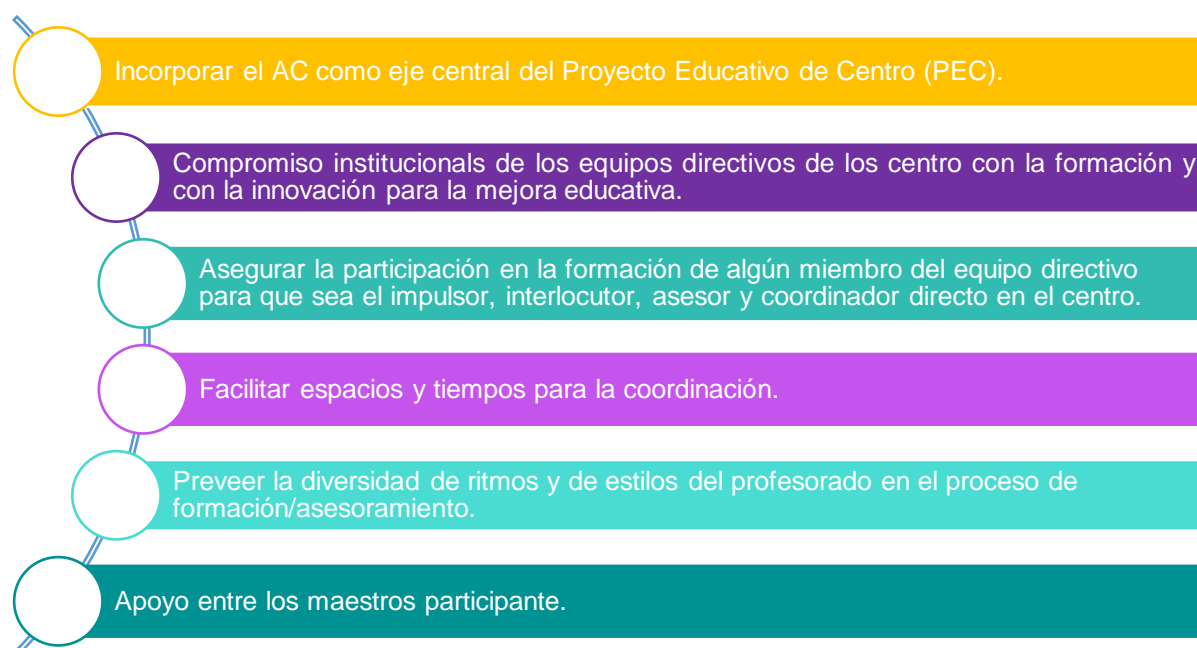 Incorporar el AC como eje central del Proyecto Educativo de Centro (PEC).
Compromiso institucionals de los equipos directivos de los centro con la formación y
con la innovación para la mejora educativa.
Asegurar la participación en la formación de algún miembro del equipo directivo
para que sea el impulsor, interlocutor, asesor y coordinador directo en el centro.
Facilitar espacios y tiempos para la coordinación.
Preveer la diversidad de ritmos y de estilos del profesorado en el proceso de
formación/asesoramiento.
Apoyo entre los maestros participante.